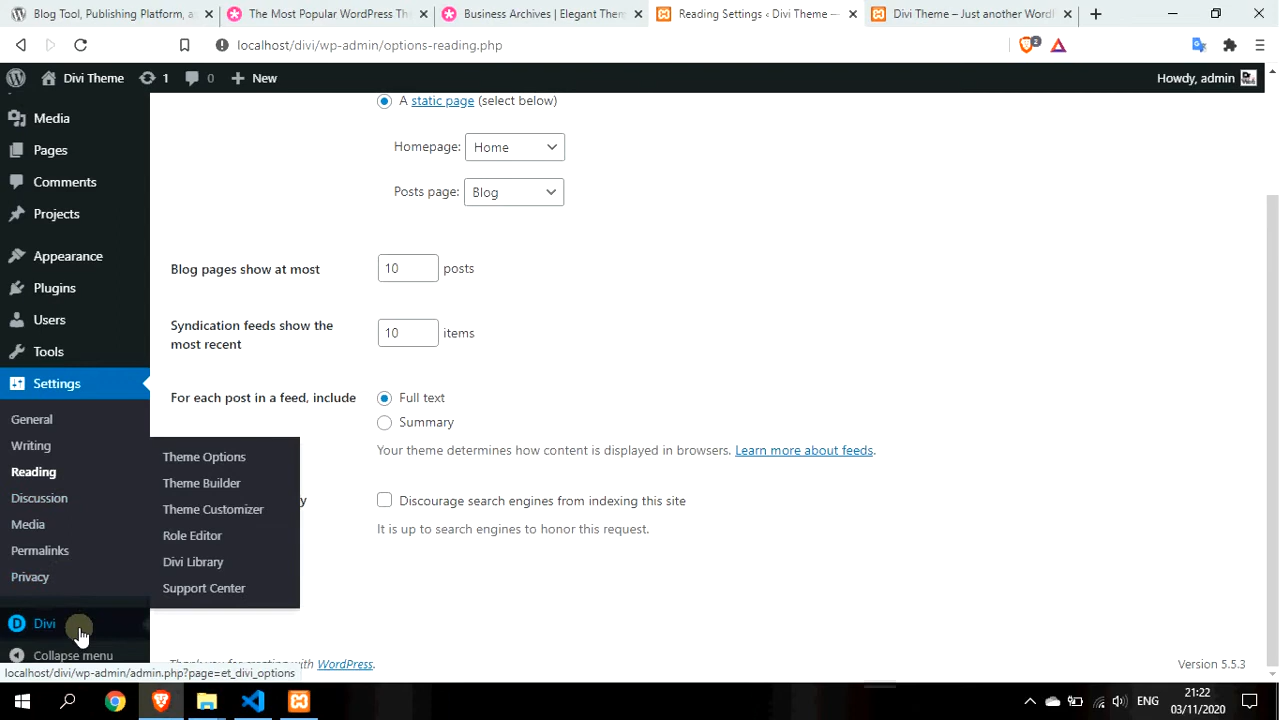 Blog Tool, Publishing Platform, a
The Most Popular WordPress Th
Business Archives | Elegant Them
Reading Settings ‹ Divi Theme —
Divi Theme – Just another Word
localhost/divi/wp-admin/options-reading.php
2
Divi Theme
1
0
New
Howdy, admin
Media
Pages
Comments
Projects
Appearance
Plugins
Users
Tools
Settings
General
Writing
Reading
Discussion
Media
Permalinks
Privacy
Divi
Collapse menu
Theme Options
Theme Builder
Theme Customizer
Role Editor
Divi Library
Support Center
A static page (select below)
Homepage: Home
Posts page: Blog
Blog pages show at most 10 posts
Syndication feeds show the
most recent
10 items
For each post in a feed, include
Full text
Summary
Your theme determines how content is displayed in browsers. Learn more about feeds.
y
Discourage search engines from indexing this site
It is up to search engines to honor this request.
Thank you for creating with WordPress.
Version 5.5.3
localhost/divi/wp-admin/admin.php?page=et_divi_options
ENG
21:22
03/11/2020